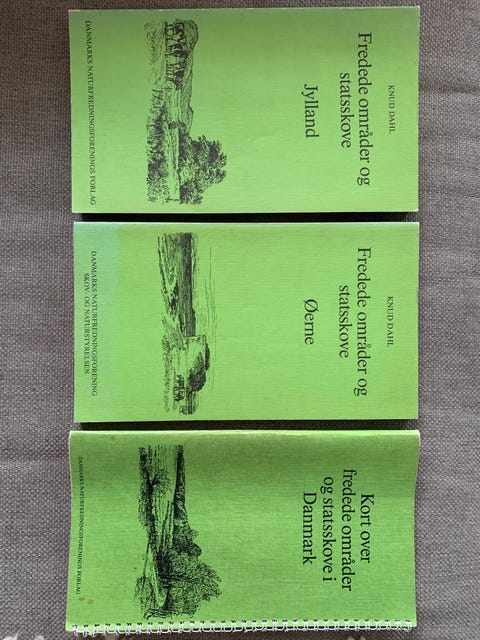 KNUD DAHL
Fredede områder og
statsskove
Jylland
DANMARKS NATURFREDNINGSFORENINGS FORLAG
KNUD DAHL
Fredede områder og
statsskove
Øerne
DANMARKS NATURFREDNINGSFORENING
SKOV- OG NATURSTYRELSEN
Kort over
fredede områder
og statsskove i
Danmark
DANMARKS NATURFREDNINGSFORENINGS FORLAG